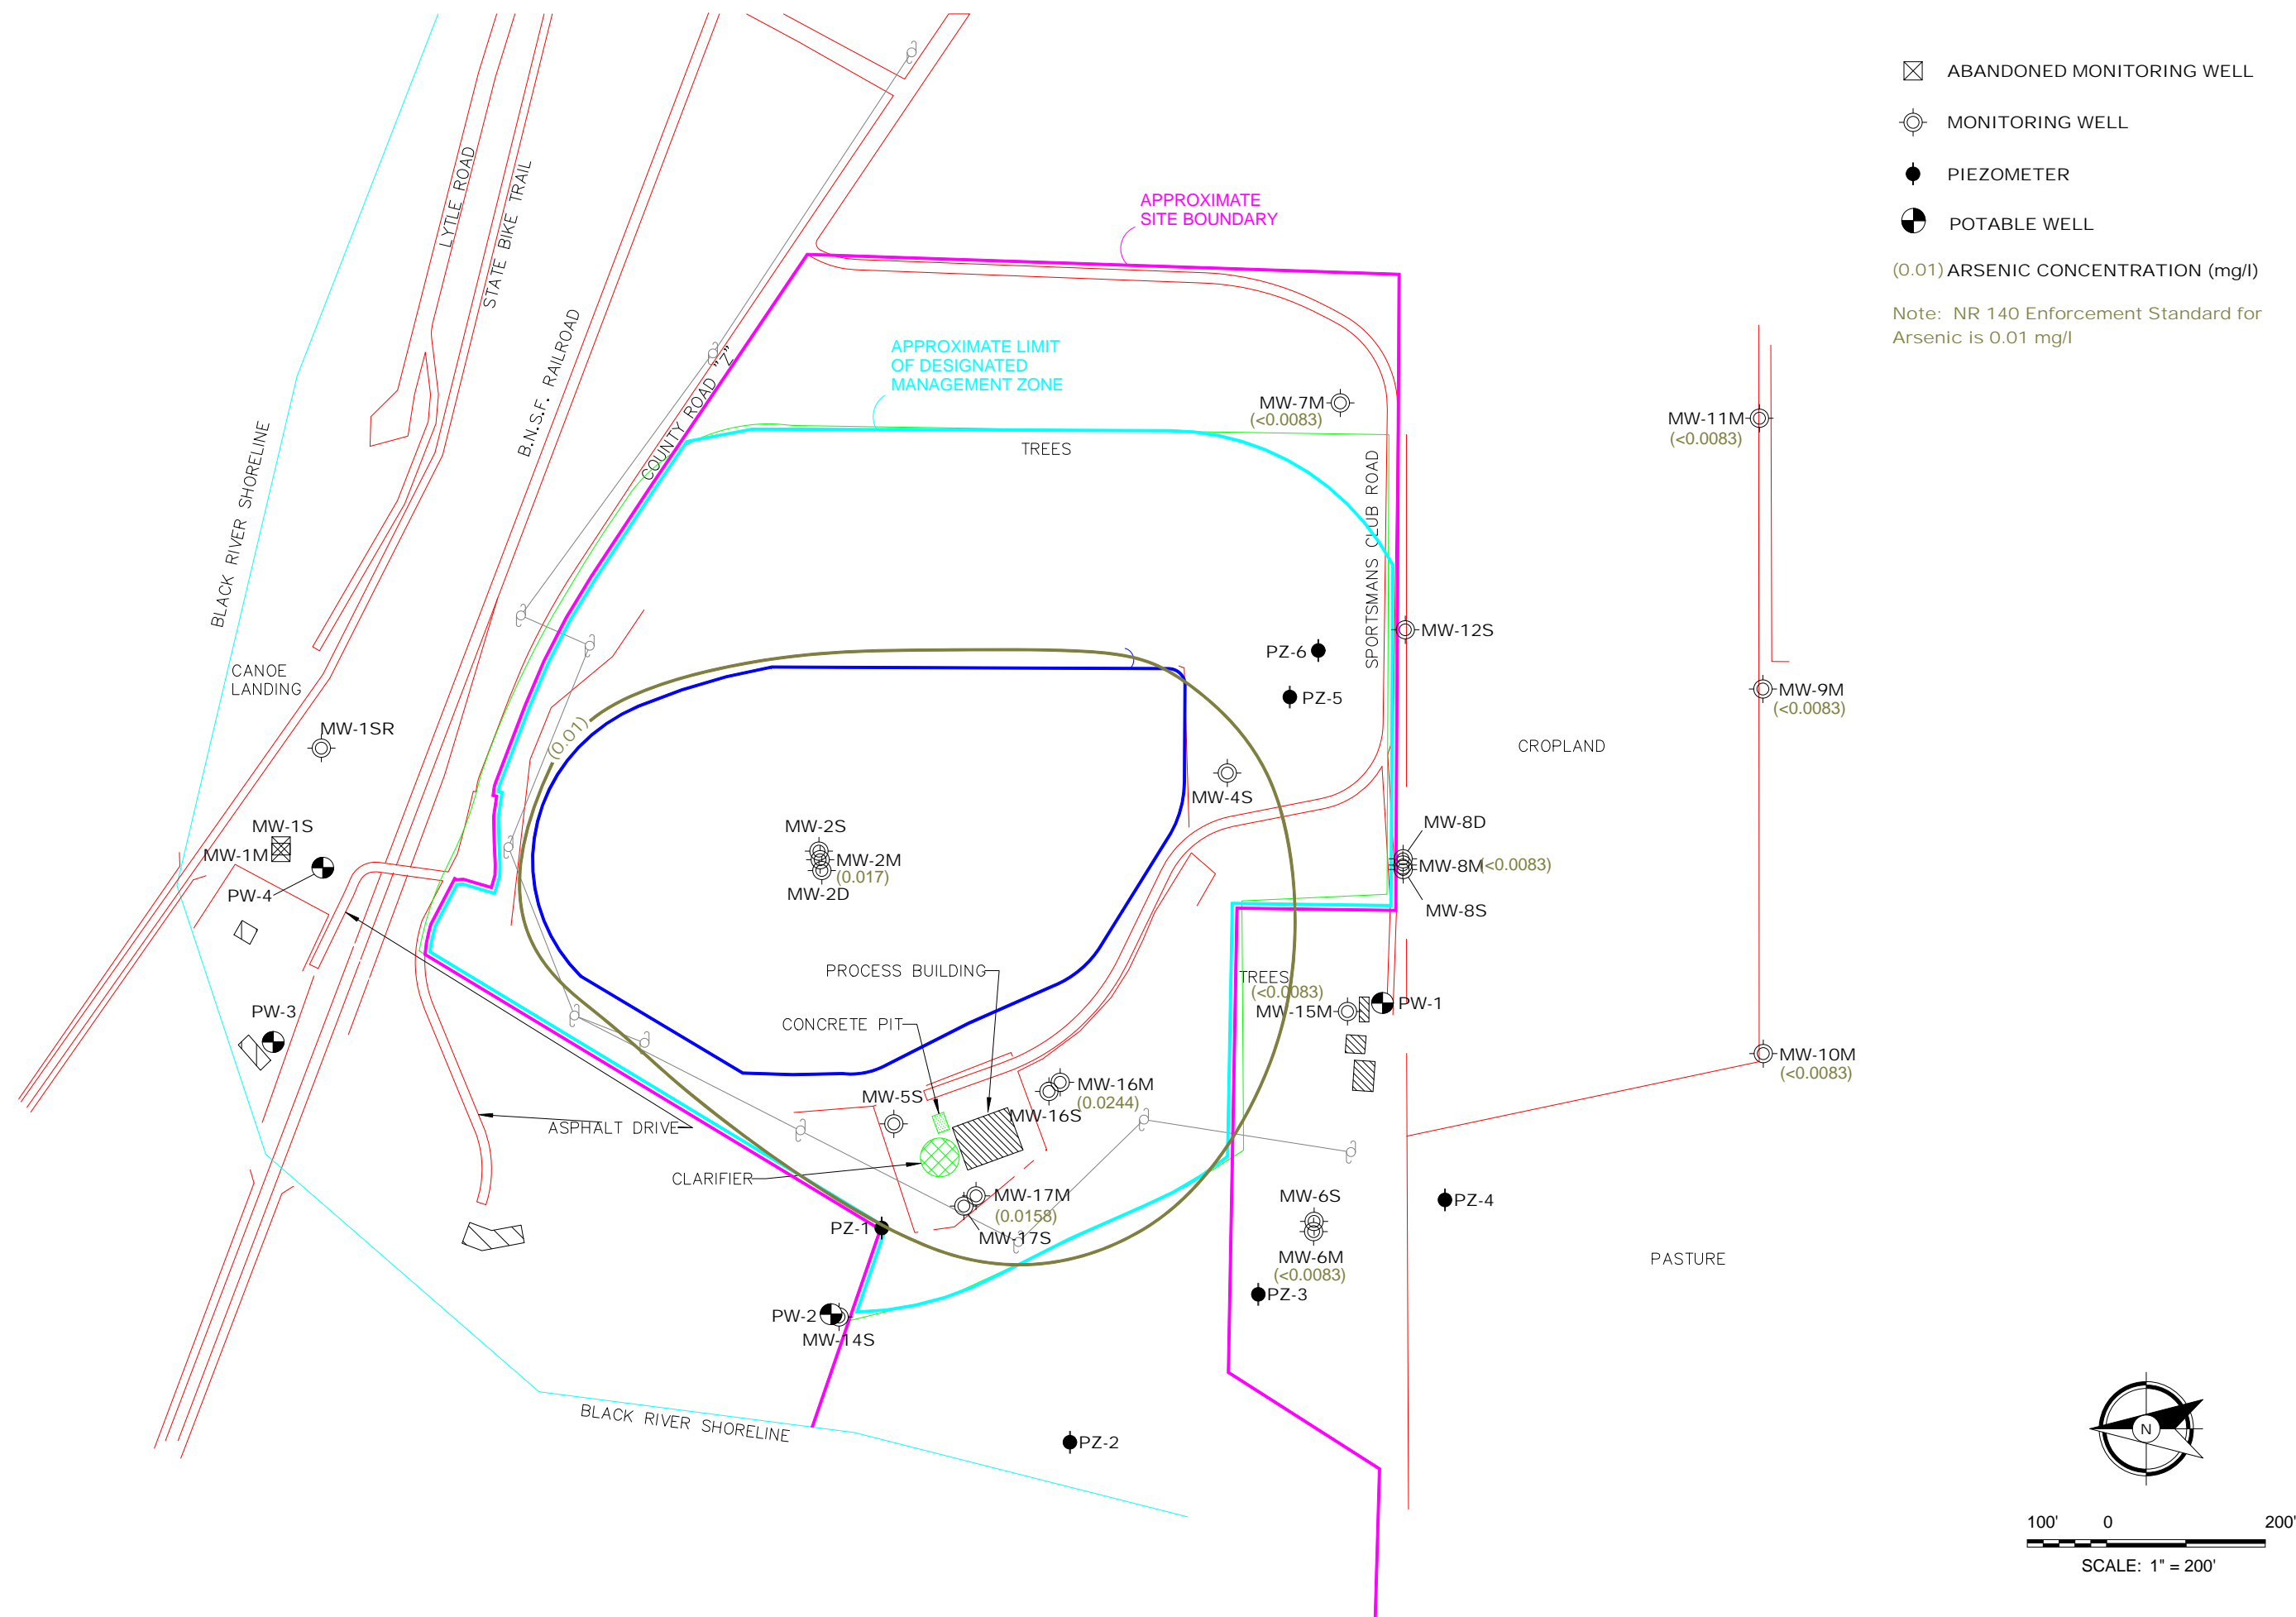 ABANDONED MONITORING WELL
MONITORING WELL
PIEZOMETER
POTABLE WELL
(0.01) ARSENIC CONCENTRATION (mg/l)
Note: NR 140 Enforcement Standard for
Arsenic is 0.01 mg/l
LYTLE ROAD
STATE BIKE TRAIL
B.N.S.F. RAILROAD
COUNTY ROAD "Z"
BLACK RIVER SHORELINE
APPROXIMATE
SITE BOUNDARY
APPROXIMATE LIMIT
OF DESIGNATED
MANAGEMENT ZONE
TREES
MW-7M
(<0.0083)
SPORTSMANS CLUB ROAD
MW-11M
(<0.0083)
MW-12S
PZ-6
PZ-5
MW-9M
(<0.0083)
CROPLAND
CANOE
LANDING
MW-1SR
(0.01)
MW-4S
MW-1S
MW-1M
PW-4
MW-2S
MW-2M
(0.017)
MW-2D
MW-8D
MW-8M (<0.0083)
MW-8S
PROCESS BUILDING
CONCRETE PIT
TREES
(<0.0083)
MW-15M
PW-1
PW-3
MW-10M
(<0.0083)
MW-5S
MW-16M
(0.0244)
MW-16S
ASPHALT DRIVE
CLARIFIER
MW-17M
(0.0158)
MW-17S
PZ-1
MW-6S
MW-6M
(<0.0083)
PZ-4
PZ-3
PASTURE
PW-2
MW-14S
BLACK RIVER SHORELINE
PZ-2
N
100' 0 200'
SCALE: 1" = 200'